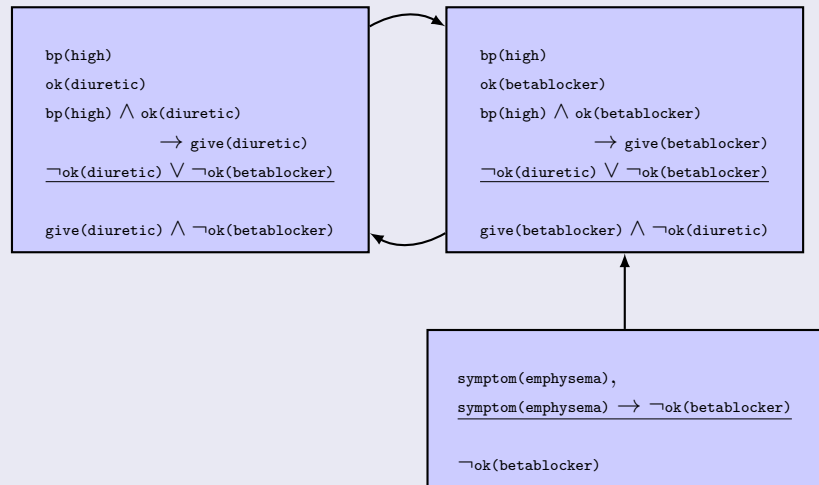 bp(high)
ok(diuretic)
bp(high) ∧ ok(diuretic)
→ give(diuretic)
¬ok(diuretic) ∨ ¬ok(betablocker)
give(diuretic) ∧ ¬ok(betablocker)
bp(high)
ok(betablocker)
bp(high) ∧ ok(betablocker)
→ give(betablocker)
¬ok(diuretic) ∨ ¬ok(betablocker)
give(betablocker) ∧ ¬ok(diuretic)
symptom(emphysema),
symptom(emphysema) → ¬ok(betablocker)
¬ok(betablocker)